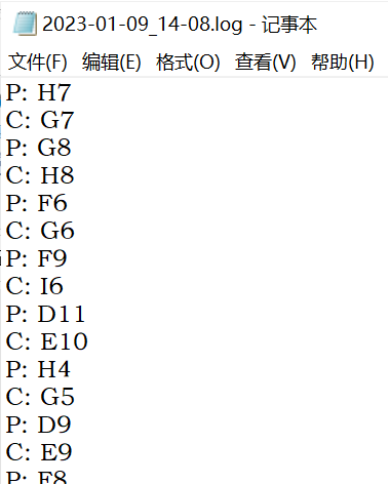 2023-01-09_14-08.log - 记事本
文件(F) 编辑(E) 格式(O) 查看(V) 帮助(H)
P: H7
C: G7
P: G8
C: H8
P: F6
C: G6
P: F9
C: I6
P: D11
C: E10
P: H4
C: G5
P: D9
C: E9
P: F8